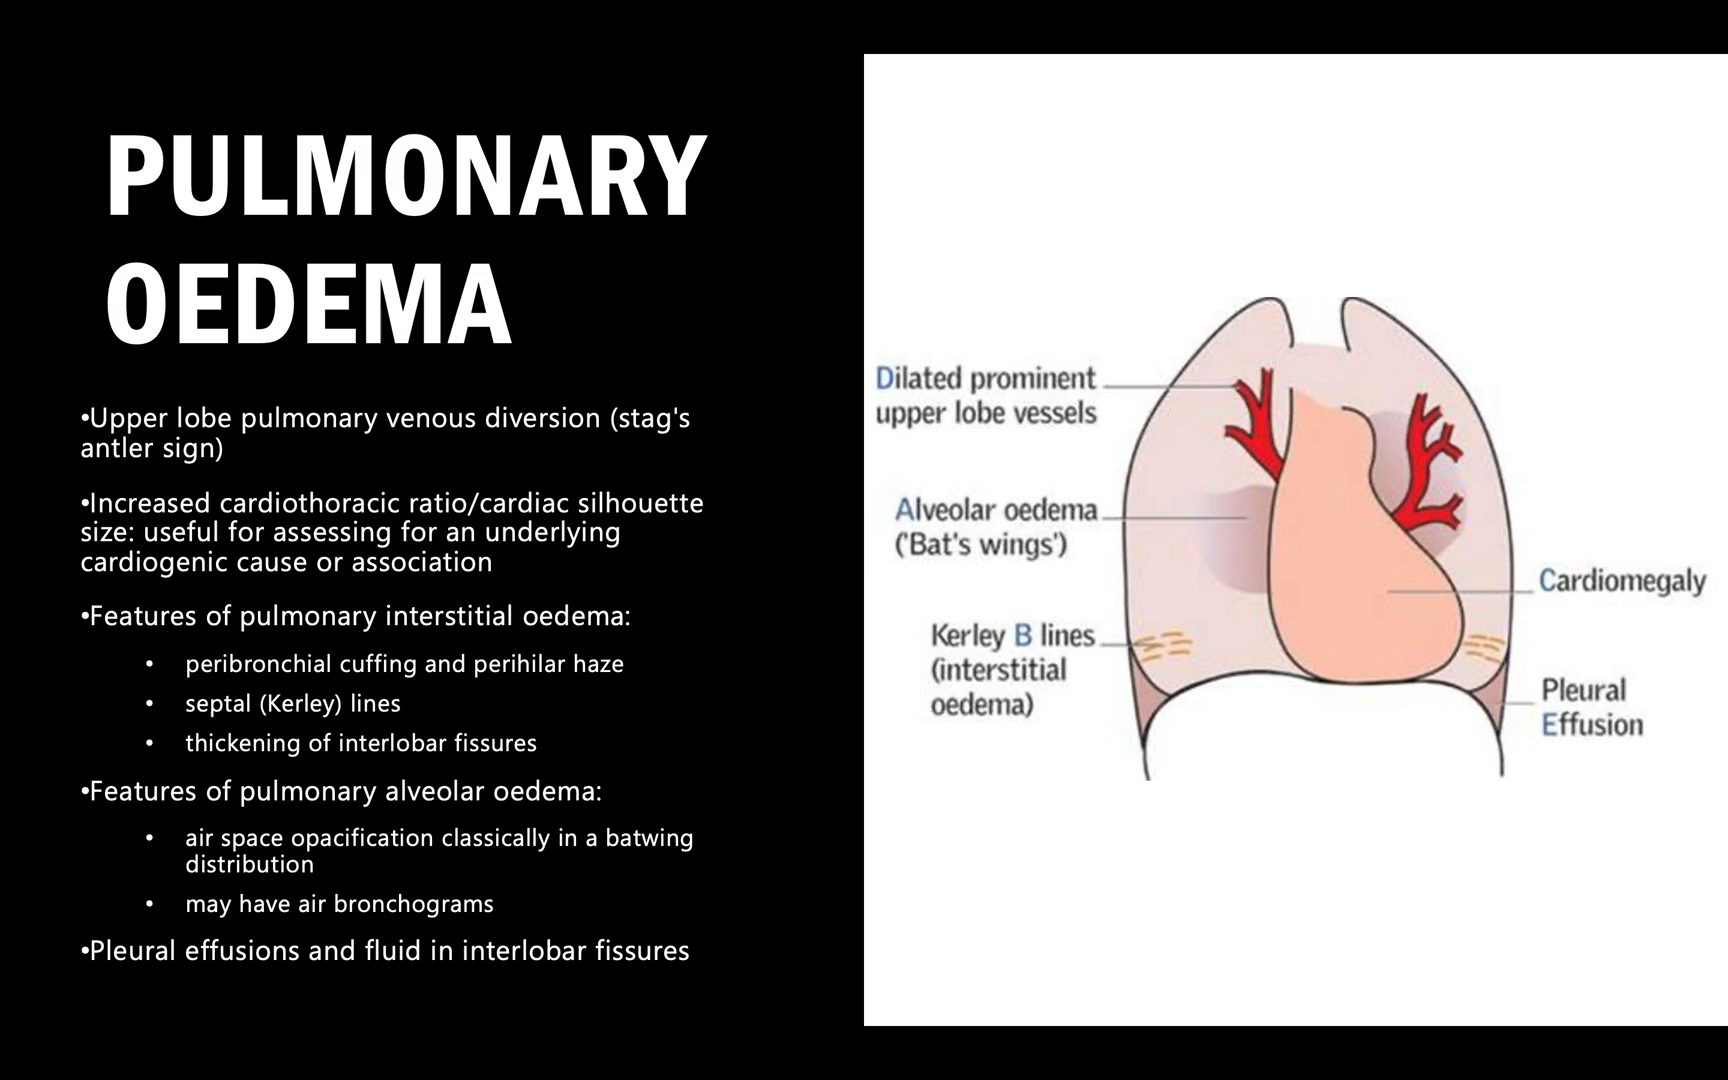 PULMONARY
OEDEMA
•Upper lobe pulmonary venous diversion (stag's
antler sign)
•Increased cardiothoracic ratio/cardiac silhouette
size: useful for assessing for an underlying
cardiogenic cause or association
•Features of pulmonary interstitial oedema:
• peribronchial cuffing and perihilar haze
• septal (Kerley) lines
• thickening of interlobar fissures
•Features of pulmonary alveolar oedema:
• air space opacification classically in a batwing
distribution
• may have air bronchograms
•Pleural effusions and fluid in interlobar fissures
Dilated prominent
upper lobe vessels
Alveolar oedema
('Bat's wings')
Kerley B lines
(interstitial
oedema)
Cardiomegaly
Pleural
Effusion